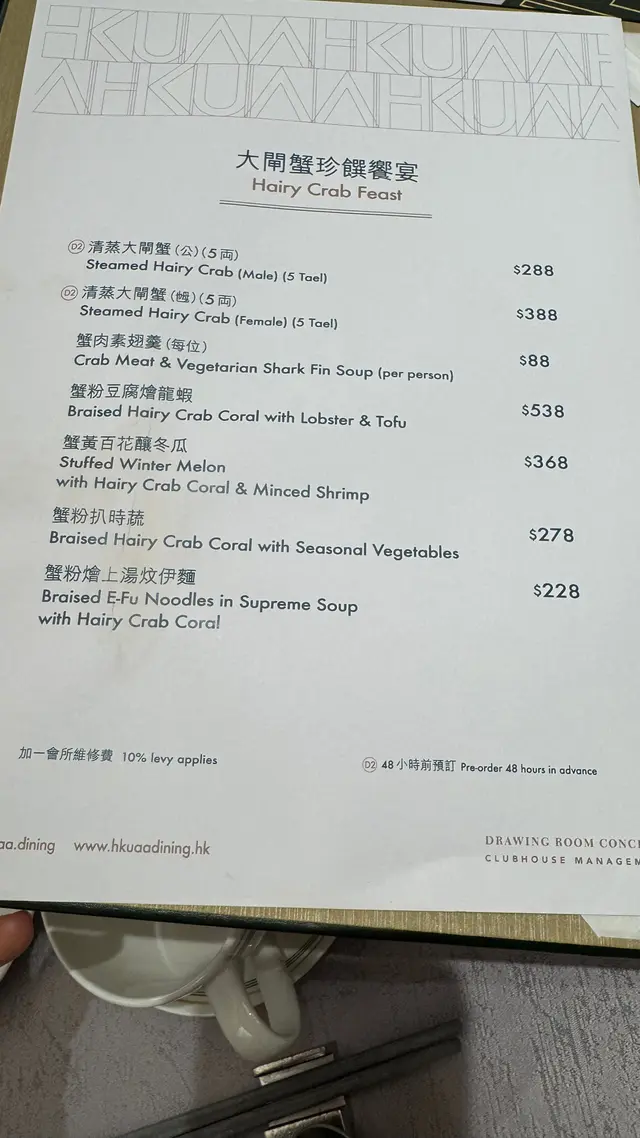 HKUAAHKUAAH
AHKUAAHKUAA
大閘蟹珍饌饗宴
Hairy Crab Feast
D2 清蒸大閘蟹 (公) (5 両)
Steamed Hairy Crab (Male) (5 Tael) $288
D2 清蒸大閘蟹 (乸) (5 両)
Steamed Hairy Crab (Female) (5 Tael) $388
蟹肉素翅羹 (每位)
Crab Meat & Vegetarian Shark Fin Soup (per person) $88
蟹粉豆腐燴龍蝦
Braised Hairy Crab Coral with Lobster & Tofu $538
蟹黃百花釀冬瓜
Stuffed Winter Melon $368
with Hairy Crab Coral & Minced Shrimp
蟹粉扒時蔬
Braised Hairy Crab Coral with Seasonal Vegetables $278
蟹粉燴上湯炆伊麵
Braised E-Fu Noodles in Supreme Soup $228
with Hairy Crab Coral
加一會所維修費 10% levy applies
D2 48 小時前預訂 Pre-order 48 hours in advance
aa.dining www.hkuaadining.hk
DRAWING ROOM CONCE
CLUBHOUSE MANAGEM